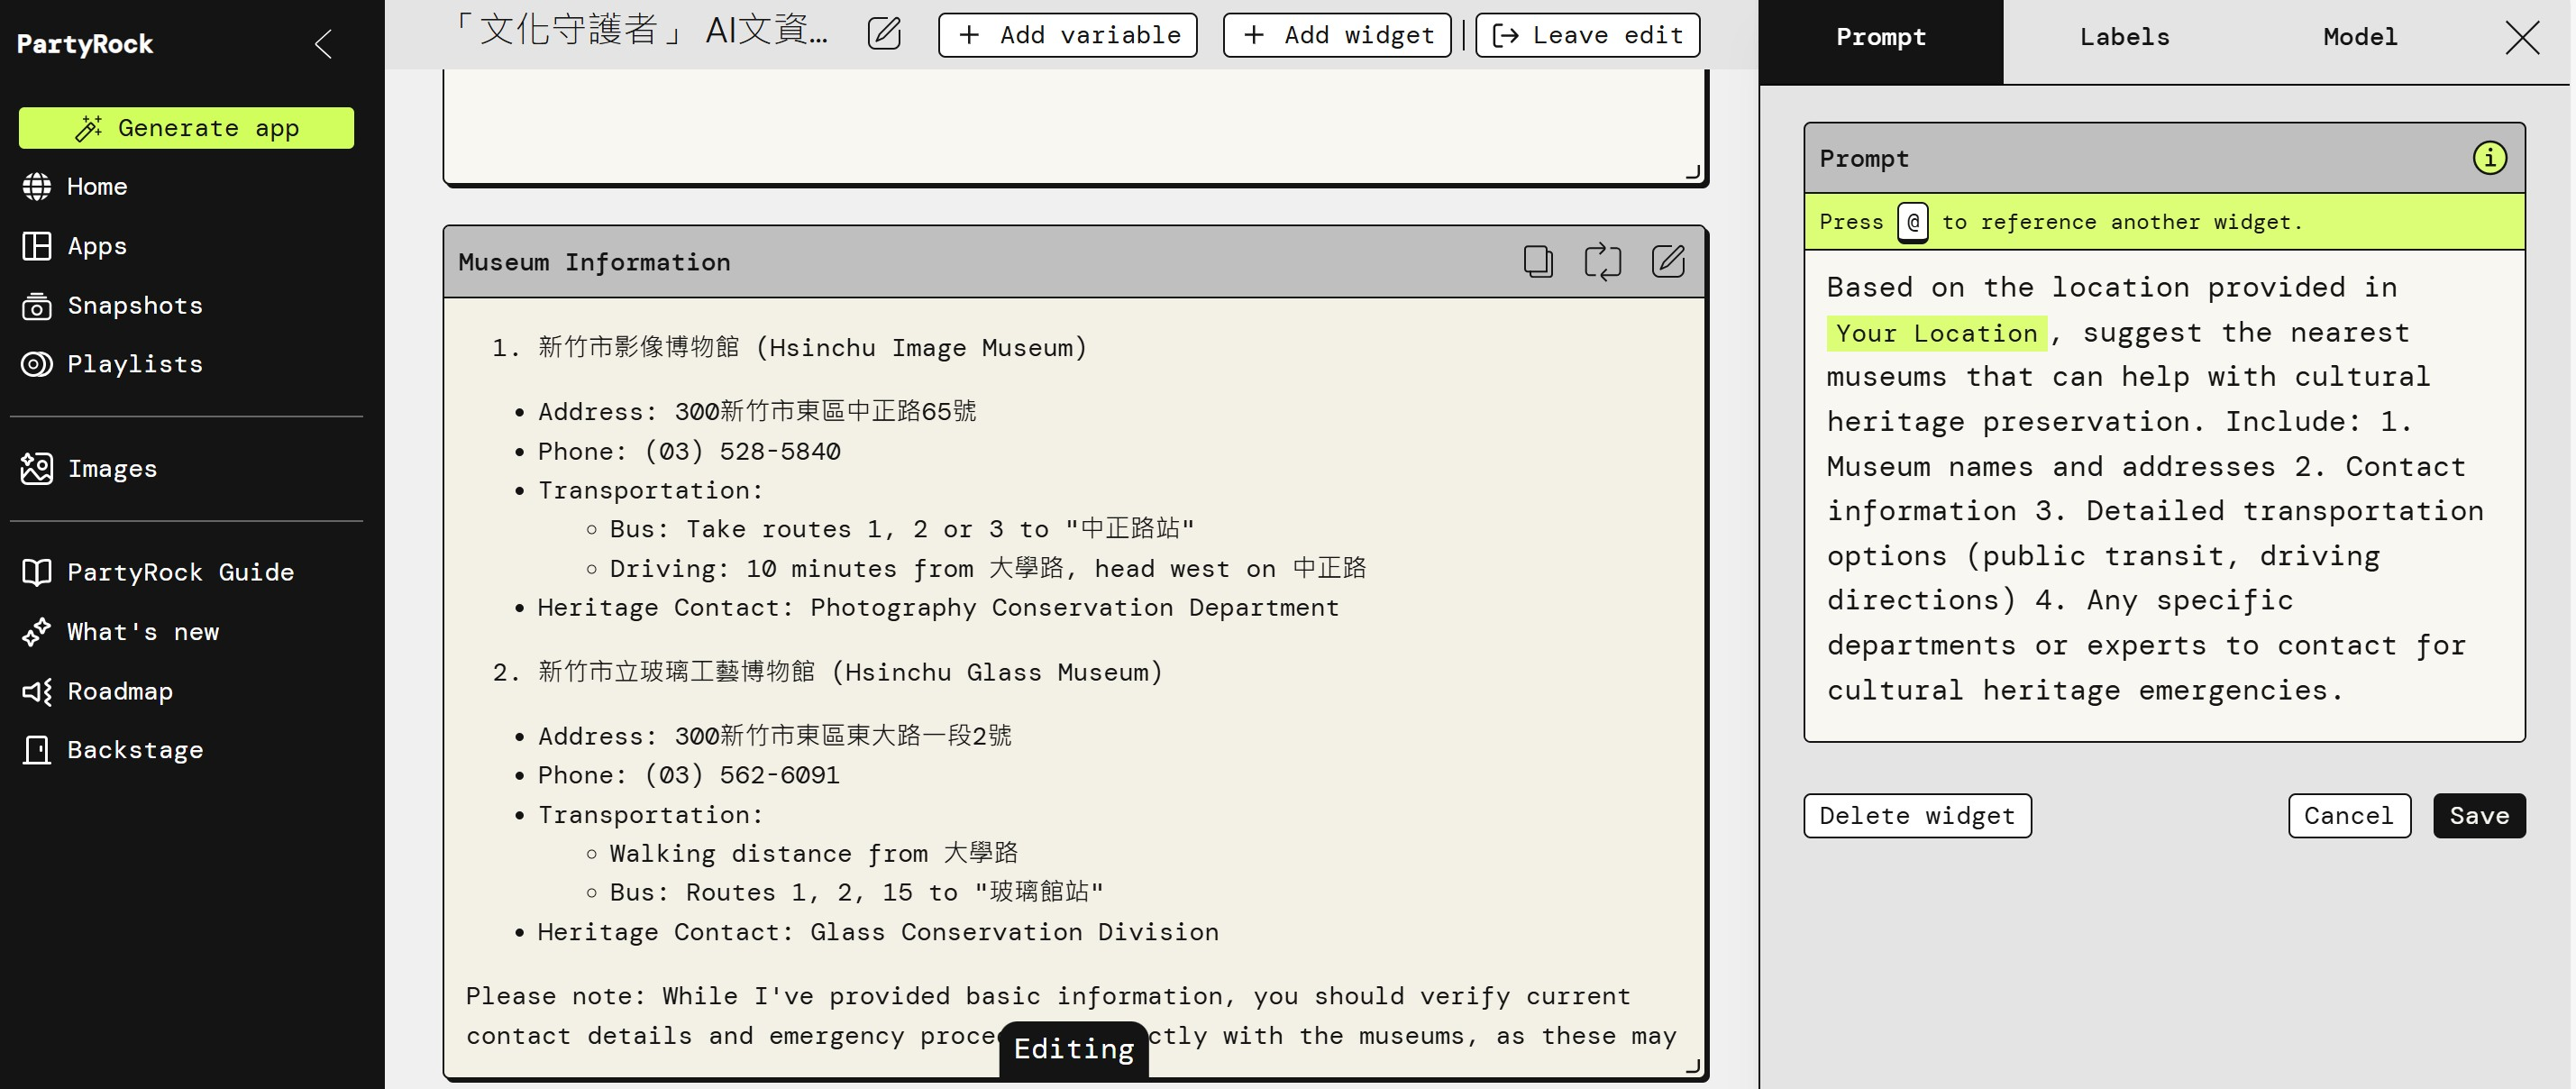 PartyRock
Generate app
Home
Apps
Snapshots
Playlists
Images
PartyRock Guide
What's new
Roadmap
Backstage
「文化守護者」 AI文資...
+ Add variable
+ Add widget
Leave edit
Museum Information
1. 新竹市影像博物館 (Hsinchu Image Museum)
• Address: 300新竹市東區中正路65號
• Phone: (03) 528-5840
• Transportation:
○ Bus: Take routes 1, 2 or 3 to "中正路站"
○ Driving: 10 minutes from 大學路, head west on 中正路
• Heritage Contact: Photography Conservation Department
2. 新竹市立玻璃工藝博物館 (Hsinchu Glass Museum)
• Address: 300新竹市東區東大路一段2號
• Phone: (03) 562-6091
• Transportation:
○ Walking distance from 大學路
○ Bus: Routes 1, 2, 15 to "玻璃館站"
• Heritage Contact: Glass Conservation Division
Please note: While I've provided basic information, you should verify current
contact details and emergency with the museums, as these may
Editing
Prompt
Labels
Model
Prompt
i
Press @ to reference another widget.
Based on the location provided in
Your Location , suggest the nearest
museums that can help with cultural
heritage preservation. Include: 1.
Museum names and addresses 2. Contact
information 3. Detailed transportation
options (public transit, driving
directions) 4. Any specific
departments or experts to contact for
cultural heritage emergencies.
Delete widget
Cancel
Save